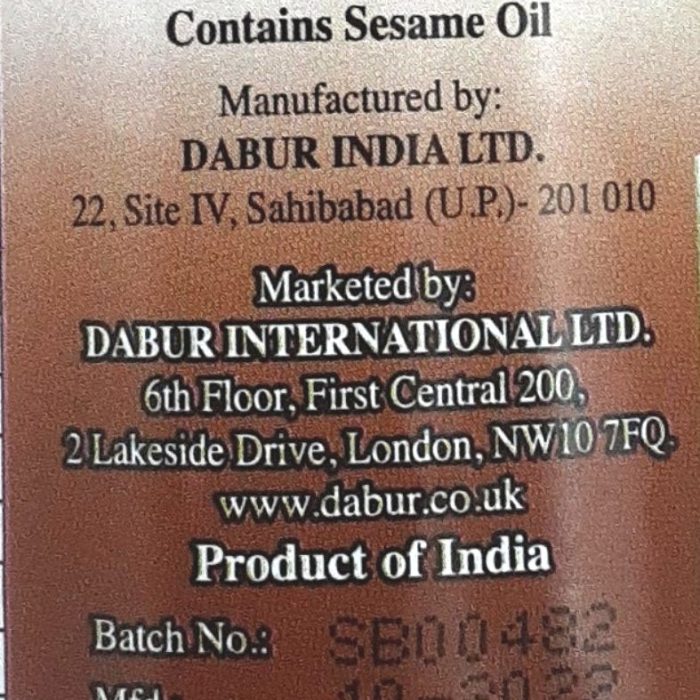 Contains Sesame Oil
Manufactured by:
DABUR INDIA LTD.
22, Site IV, Sahibabad (U.P.)- 201 010
Marketed by:
DABUR INTERNATIONAL LTD.
6th Floor, First Central 200,
2 Lakeside Drive, London, NW10 7FQ.
www.dabur.co.uk
Product of India
Batch No.: SB00482